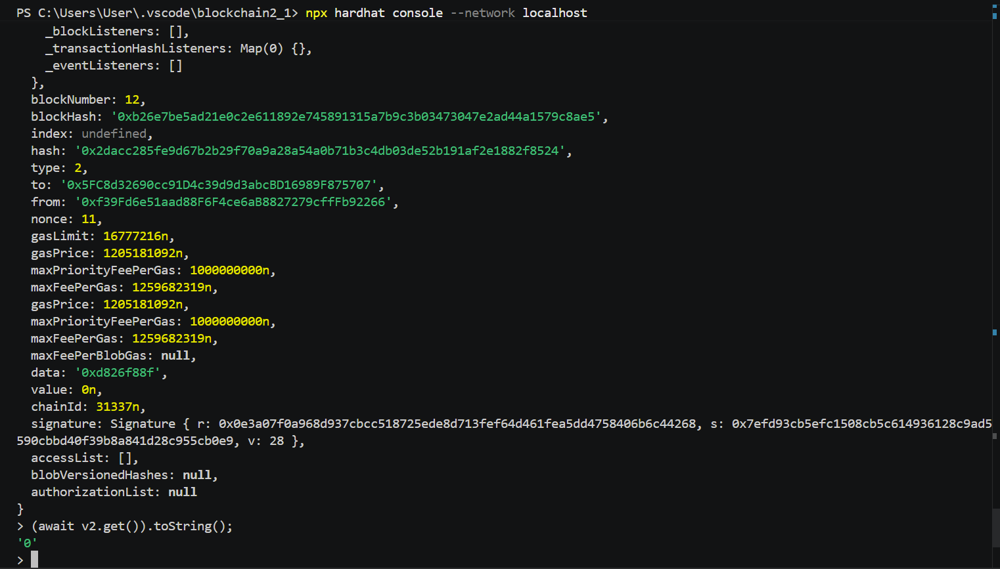 PS C:\Users\User\.vscode\blockchain2_1> npx hardhat console --network localhost
_blockListeners: [],
_transactionHashListeners: Map(0) {},
_eventListeners: []
},
blockNumber: 12,
blockHash: '0xb26e7be5ad21e0c2e611892e745891315a7b9c3b03473047e2ad44a1579c8ae5',
index: undefined,
hash: '0x2dacc285fe9d67b2b29f70a9a28a54a0b71b3c4db03de52b191af2e1882f8524',
type: 2,
to: '0x5FC8d32690cc91D4c39d9d3abcBD16989F875707',
from: '0xf39Fd6e51aad88F6F4ce6aB8827279cffFb92266',
nonce: 11,
gasLimit: 16777216n,
gasPrice: 1205181092n,
maxPriorityFeePerGas: 1000000000n,
maxFeePerGas: 1259682319n,
gasPrice: 1205181092n,
maxPriorityFeePerGas: 1000000000n,
maxFeePerGas: 1259682319n,
maxFeePerBlobGas: null,
data: '0xd826f88f',
value: 0n,
chainId: 31337n,
signature: Signature { r: 0x0e3a07f0a968d937cbcc518725ede8d713fef64d461fea5dd4758406b6c44268, s: 0x7efd93cb5efc1508cb5c614936128c9ad5
590cbbd40f39b8a841d28c955cb0e9, v: 28 },
accessList: [],
blobVersionedHashes: null,
authorizationList: null
}
> (await v2.get()).toString();
'0'
>